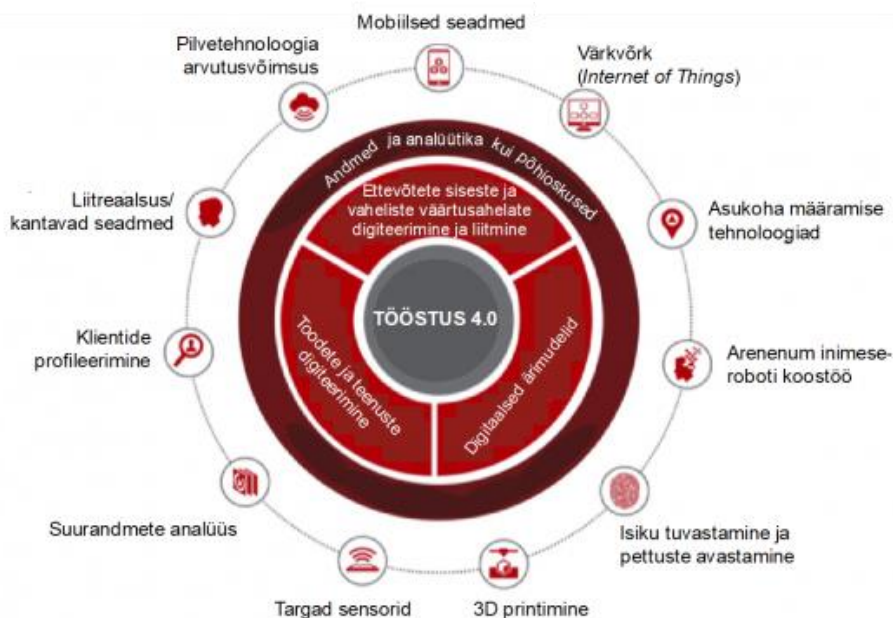 Mobiilsed seadmed
Värkvõrk
(Internet of Things)
Asukoha määramise
tehnoloogiad
Arenenum inimese-
roboti koostöö
Isiku tuvastamine ja
pettuste avastamine
3D printimine
Targad sensorid
Suurandmete analüüs
Klientide
profileerimine
Liitreaalsus/
kantavad seadmed
Pilvetehnoloogia
arvutusvõimsus
Andmed ja analüütika kui põhioskused
Ettevõtete siseste ja
vaheliste väärtusahelate
digiteerimine ja liitmine
Toodete ja teenuste
digiteerimine
Digitaalsed ärimudelid
TÖÖSTUS 4.0